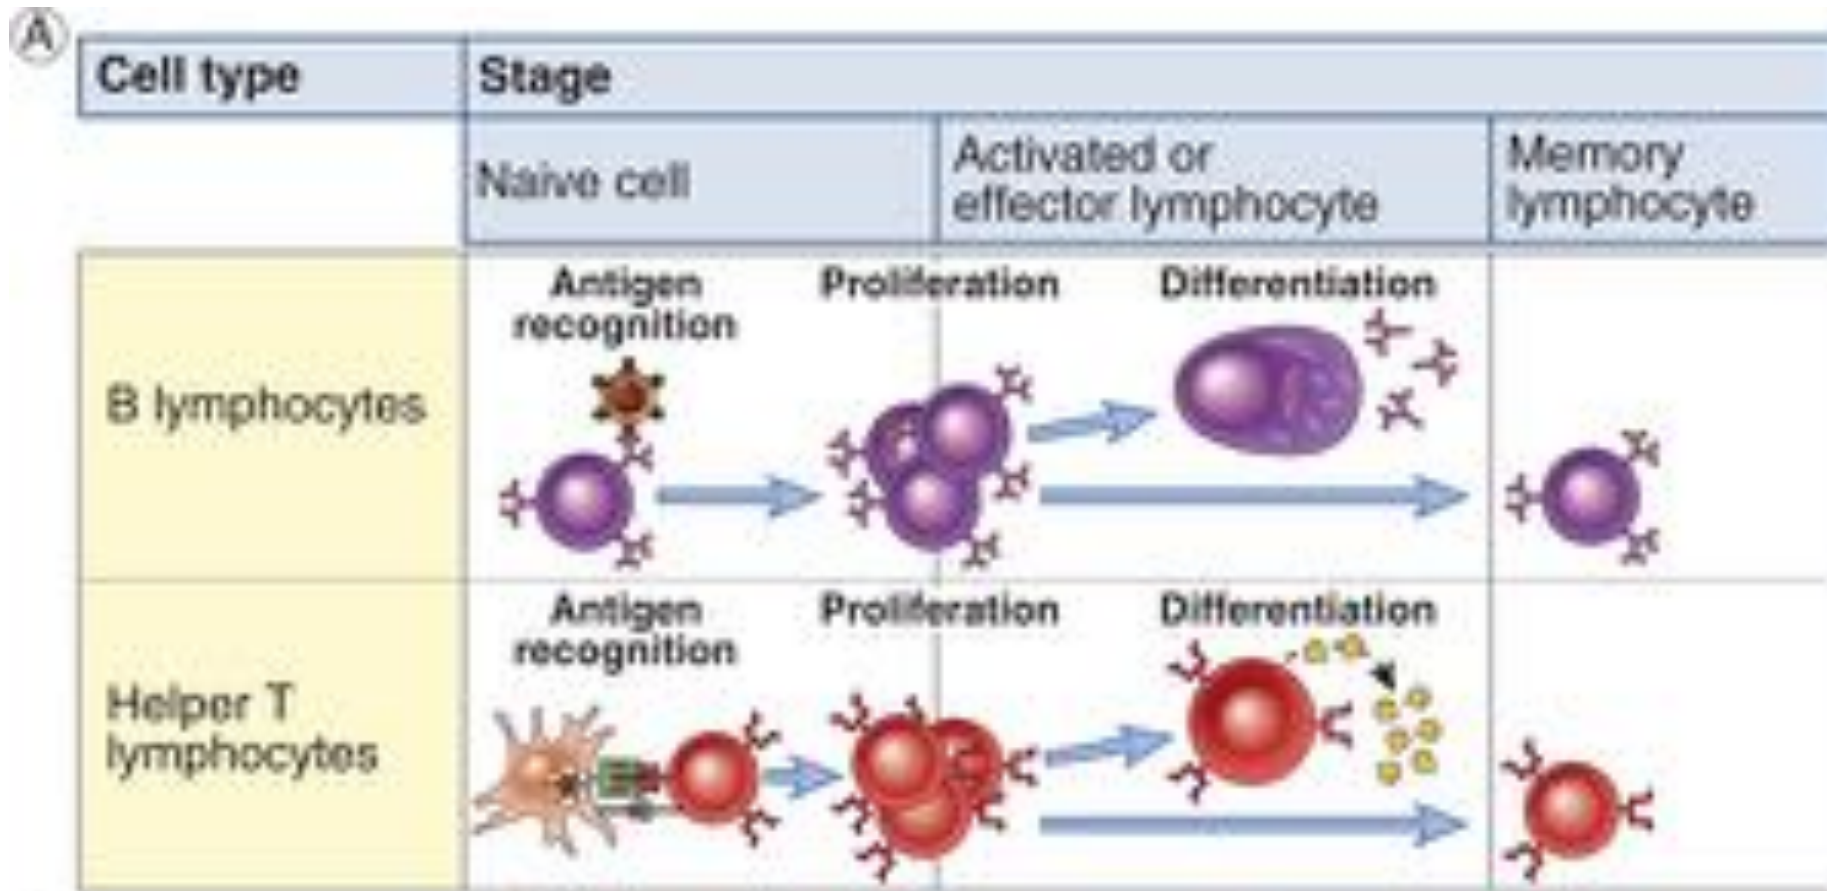 A
Cell type
Stage
Naive cell
Activated or
effector lymphocyte
Memory
lymphocyte
B lymphocytes
Antigen
recognition
Proliferation
Differentiation
Helper T
lymphocytes
Antigen
recognition
Proliferation
Differentiation